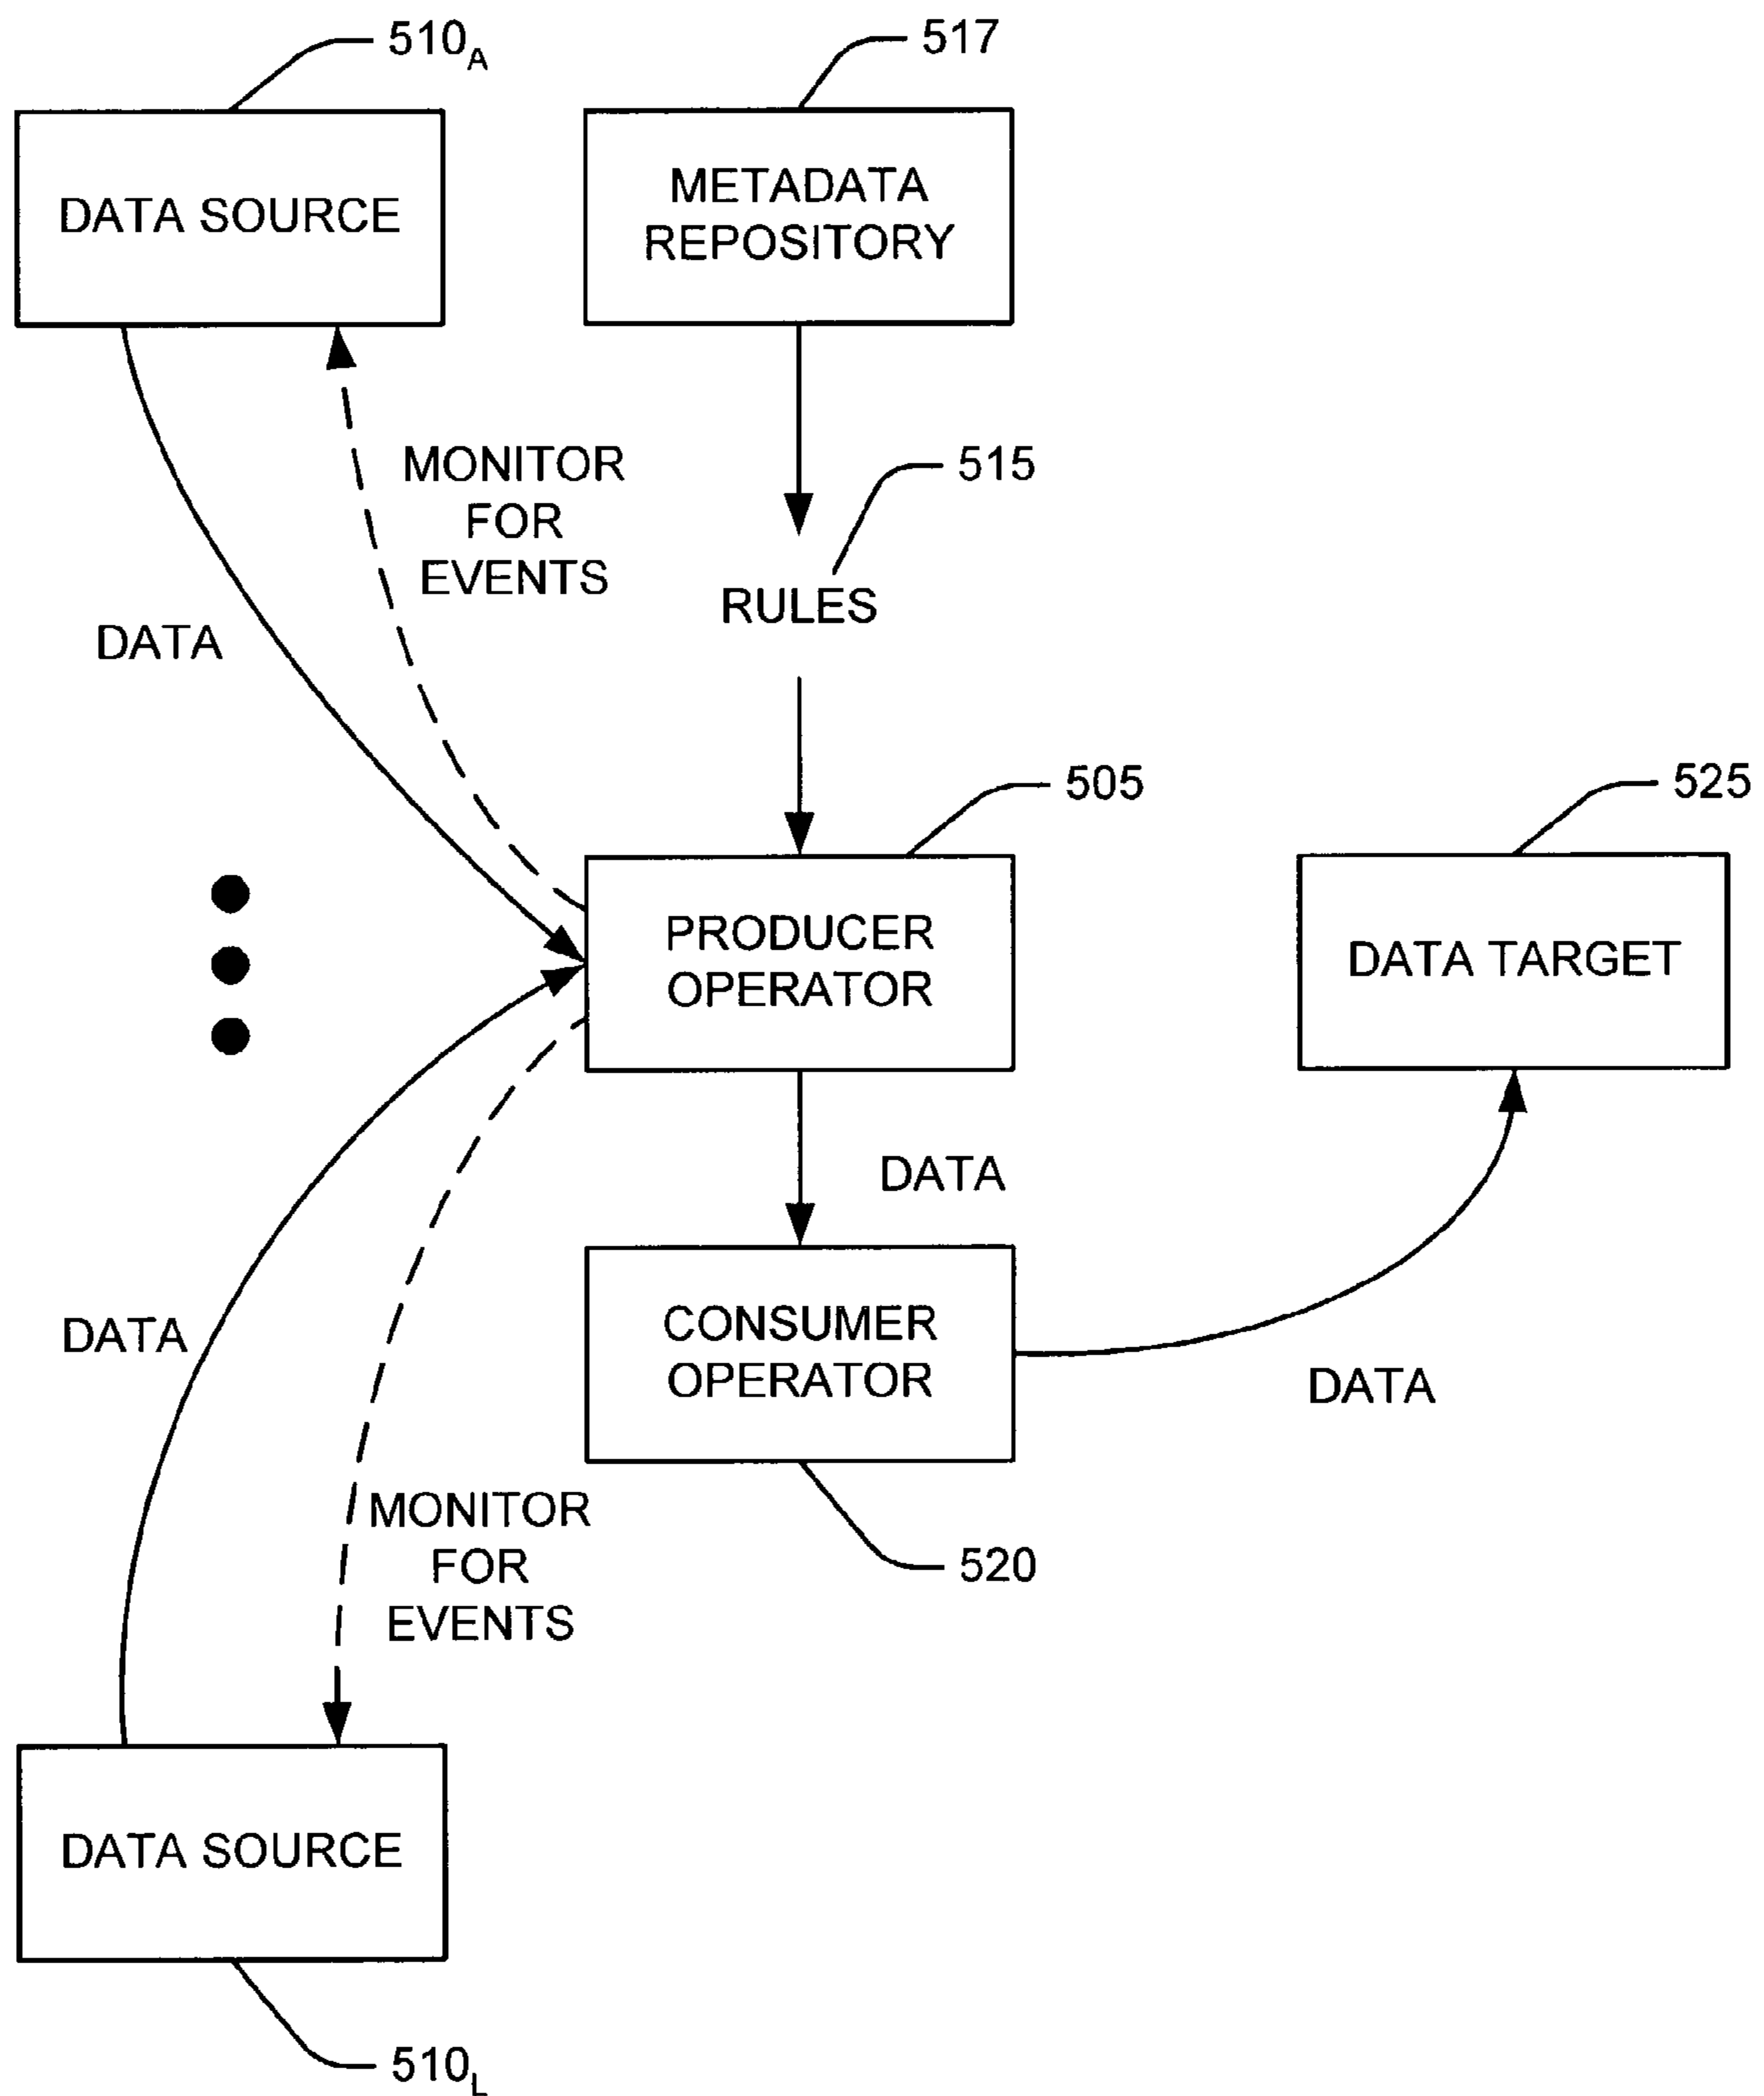 510A
517
DATA SOURCE
METADATA
REPOSITORY
MONITOR
FOR
EVENTS
515
RULES
DATA
505
525
PRODUCER
OPERATOR
DATA TARGET
DATA
CONSUMER
OPERATOR
DATA
DATA
MONITOR
FOR
EVENTS
520
DATA SOURCE
510L